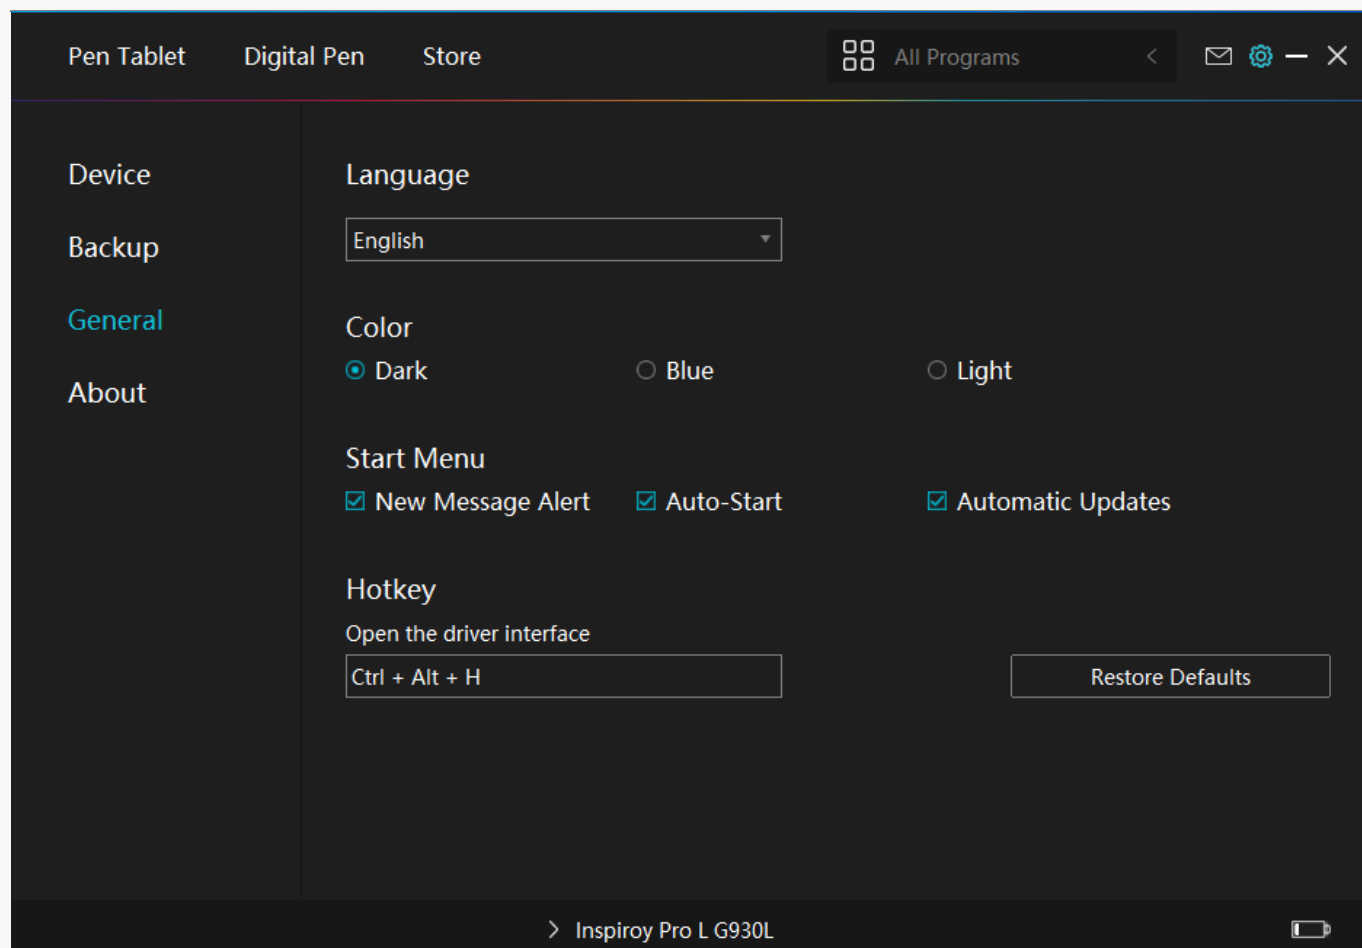 Pen Tablet Digital Pen Store All Programs
Device
Backup
General
About
Language
English
Color
Dark Blue Light
Start Menu
New Message Alert Auto-Start Automatic Updates
Hotkey
Open the driver interface
Ctrl + Alt + H Restore Defaults
Inspiroy Pro L G930L